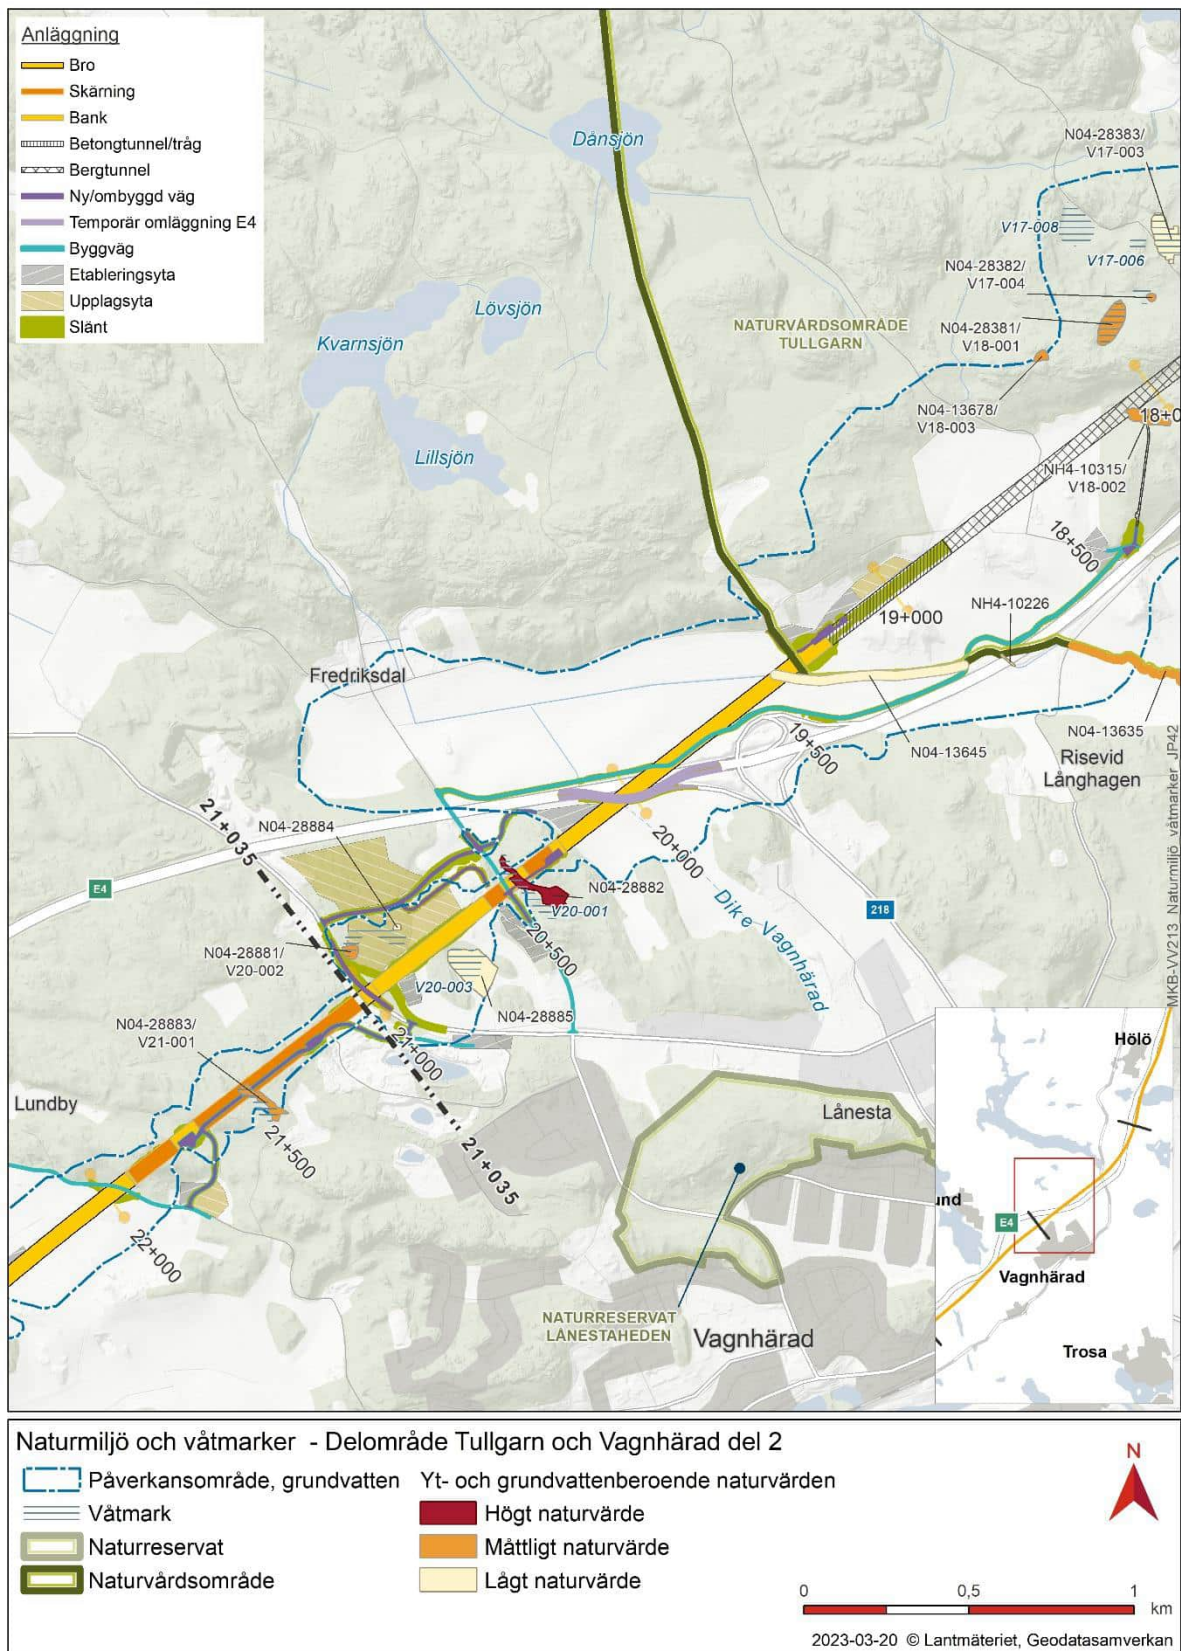 Anläggning
Bro
Skärning
Bank
Betongtunnel/tråg
Bergtunnel
Ny/ombyggd väg
Temporär omläggning E4
Byggväg
Etableringsyta
Upplagsyta
Slänt
Dånsjön
Lövsjön
Kvarnsjön
Lillsjön
NATURVÅRDSOMRÅDE
TULLGARN
N04-28383/
V17-003
V17-008
V17-006
N04-28382/
V17-004
N04-28381/
V18-001
N04-13678/
V18-003
18+0
NH4-10315/
V18-002
18+500
NH4-10226
19+000
Fredriksdal
N04-13635
N04-13645
19+500
Risevid
Långhagen
21+035
N04-28884
20+000
E4
N04-28882
V20-001
218
Dike Vagnhärad
20+500
N04-28881/
V20-002
V20-003
N04-28885
N04-28883/
V21-001
21+000
Lundby
21+500
21+035
22+000
Lånesta
NATURRESERVAT
LÅNESTAHEDEN
Vagnhärad
Hölö
und
E4
Vagnhärad
Trosa
MKB-VV213 Naturmiljö våtmarker JP42
Naturmiljö och våtmarker - Delområde Tullgarn och Vagnhärad del 2
Påverkansområde, grundvatten
Våtmark
Naturreservat
Naturvårdsområde
Yt- och grundvattenberoende naturvärden
Högt naturvärde
Måttligt naturvärde
Lågt naturvärde
N
0 0,5 1
km
2023-03-20 © Lantmäteriet, Geodatasamverkan